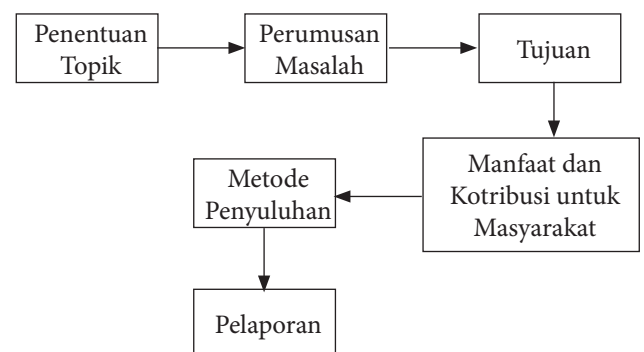 Penentuan
Topik
Perumusan
Masalah
Tujuan
Manfaat dan
Kotribusi untuk
Masyarakat
Metode
Penyuluhan
Pelaporan